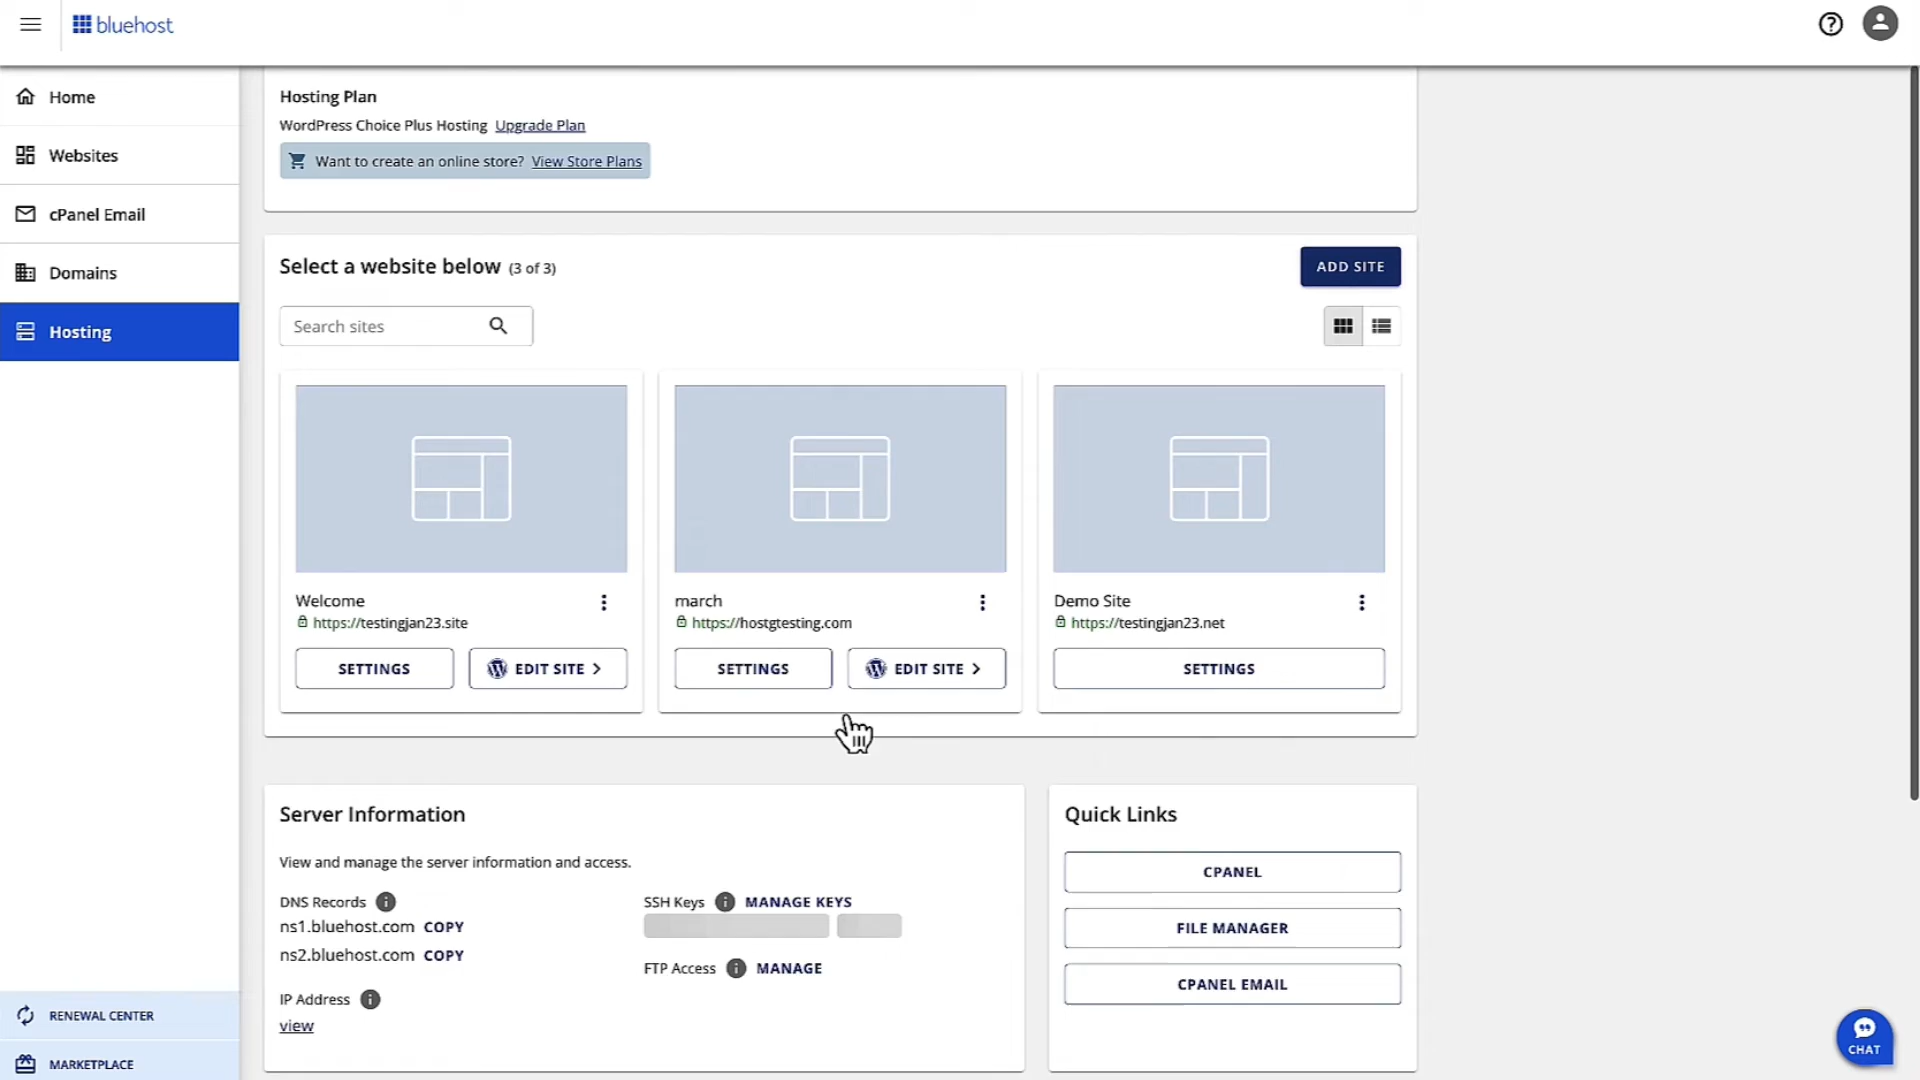 bluehost
Home
Websites
cPanel Email
Domains
Hosting
RENEWAL CENTER
MARKETPLACE
Hosting Plan
WordPress Choice Plus Hosting Upgrade Plan
Want to create an online store? View Store Plans
Select a website below (3 of 3)
ADD SITE
Search sites
Welcome
https://testingjan23.site
SETTINGS
EDIT SITE
march
https://hostgtesting.com
SETTINGS
EDIT SITE
Demo Site
https://testingjan23.net
SETTINGS
Server Information
View and manage the server information and access.
DNS Records
ns1.bluehost.com COPY
ns2.bluehost.com COPY
IP Address
view
SSH Keys MANAGE KEYS
FTP Access MANAGE
Quick Links
CPANEL
FILE MANAGER
CPANEL EMAIL
CHAT